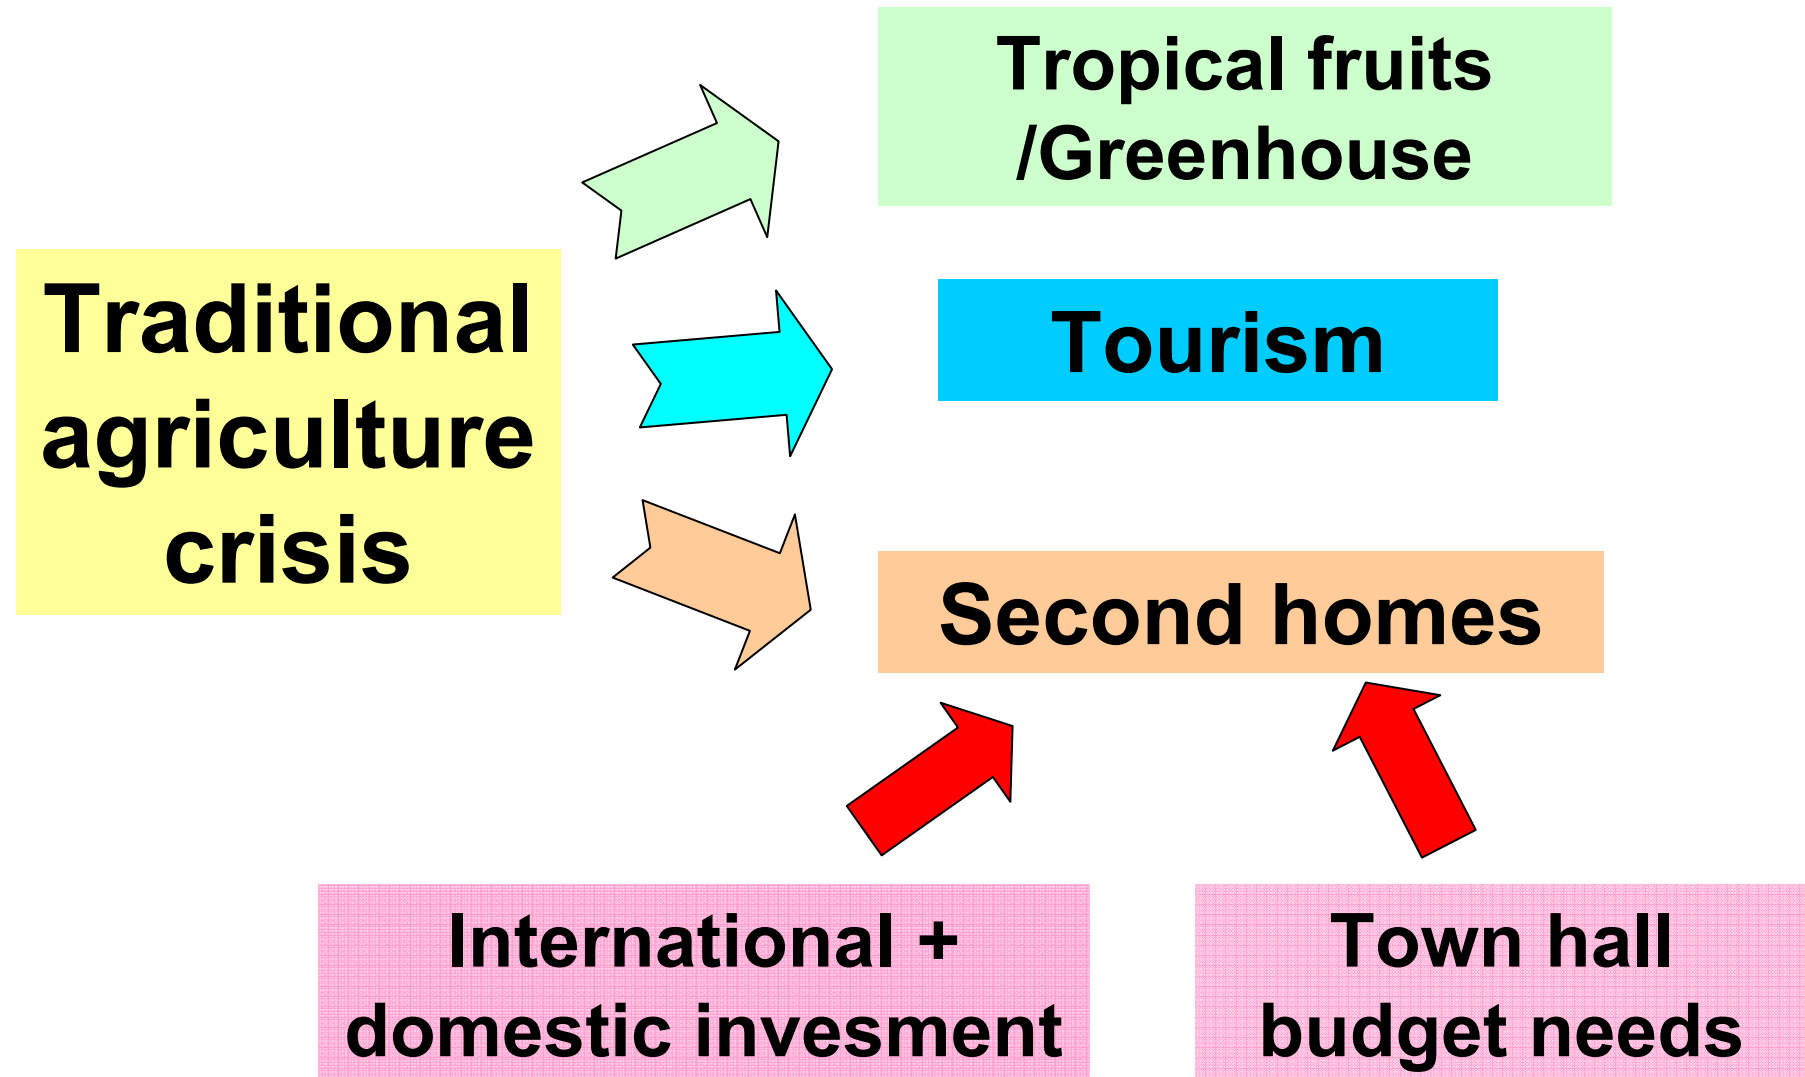 Tropical fruits
/Greenhouse
Traditional
agriculture
crisis
Tourism
Second homes
International +
domestic invesment
Town hall
budget needs